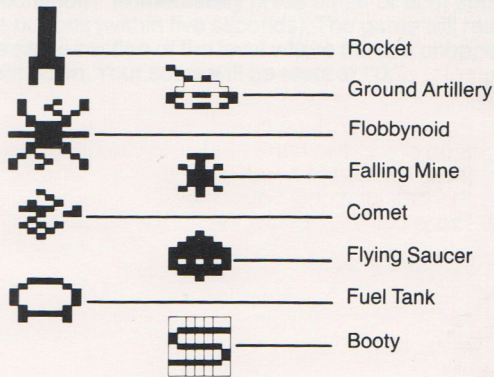 Rocket
Ground Artillery
Flobbynoid
Falling Mine
Comet
Flying Saucer
Fuel Tank
Booty